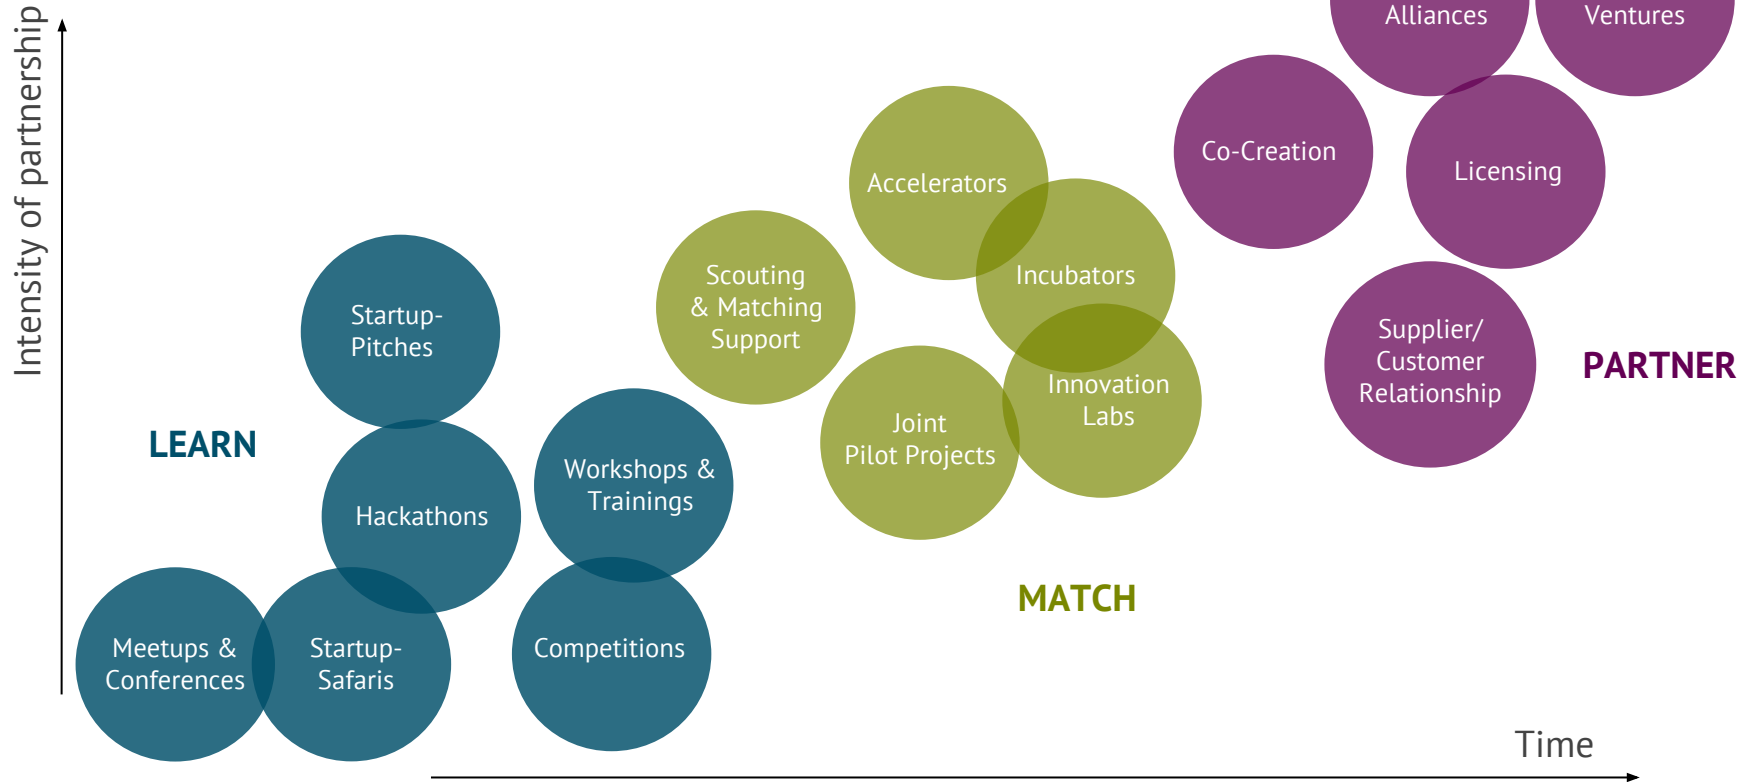 Intensity of partnership
Alliances
Ventures
Co-Creation
Licensing
Accelerators
Scouting
& Matching
Support
Incubators
Startup-
Pitches
Supplier/
Customer
Relationship
PARTNER
Innovation
Labs
Joint
Pilot Projects
LEARN
Workshops &
Trainings
Hackathons
MATCH
Meetups &
Conferences
Startup-
Safaris
Competitions
Time